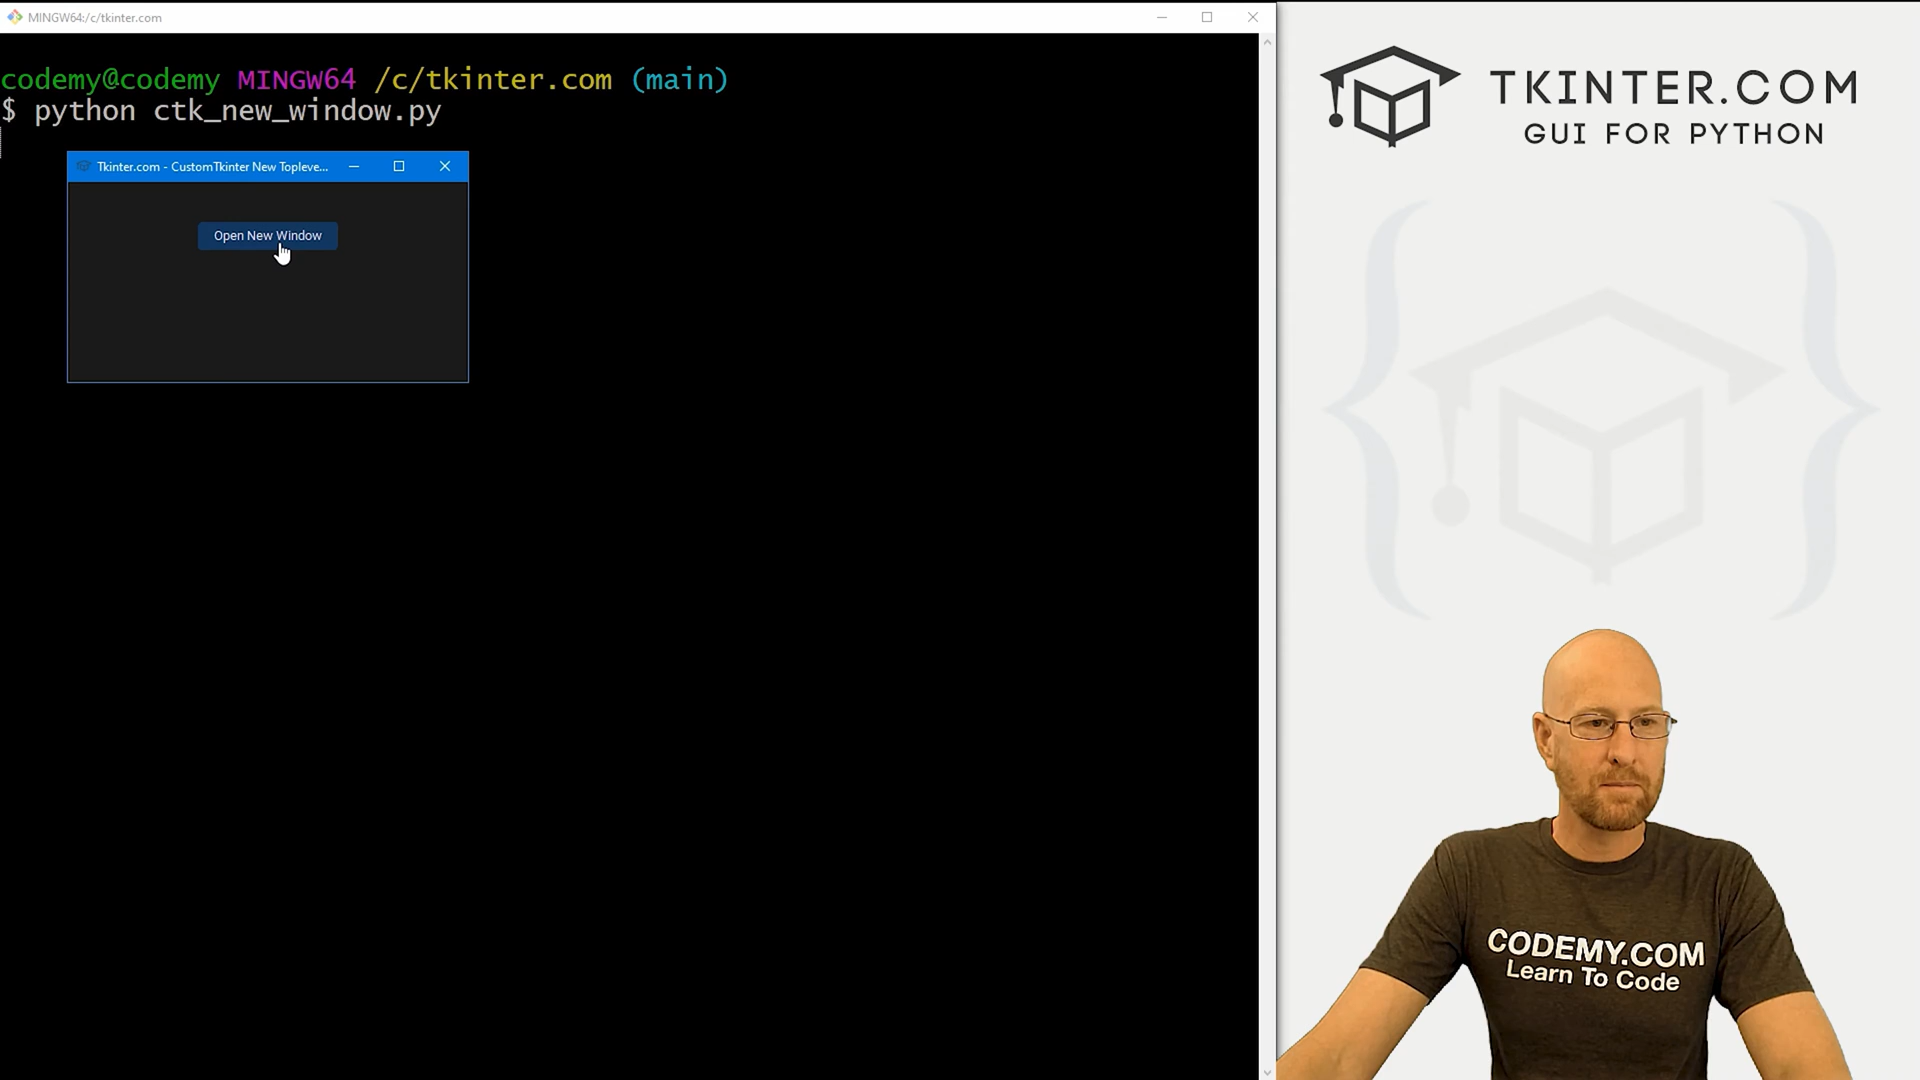 MINGW64:/c/tkinter.com
codemy@codemy MINGW64 /c/tkinter.com (main)
$ python ctk_new_window.py
Tkinter.com - CustomTkinter New Topleve...
Open New Window
TKINTER.COM
GUI FOR PYTHON
CODEMY.COM
Learn To Code